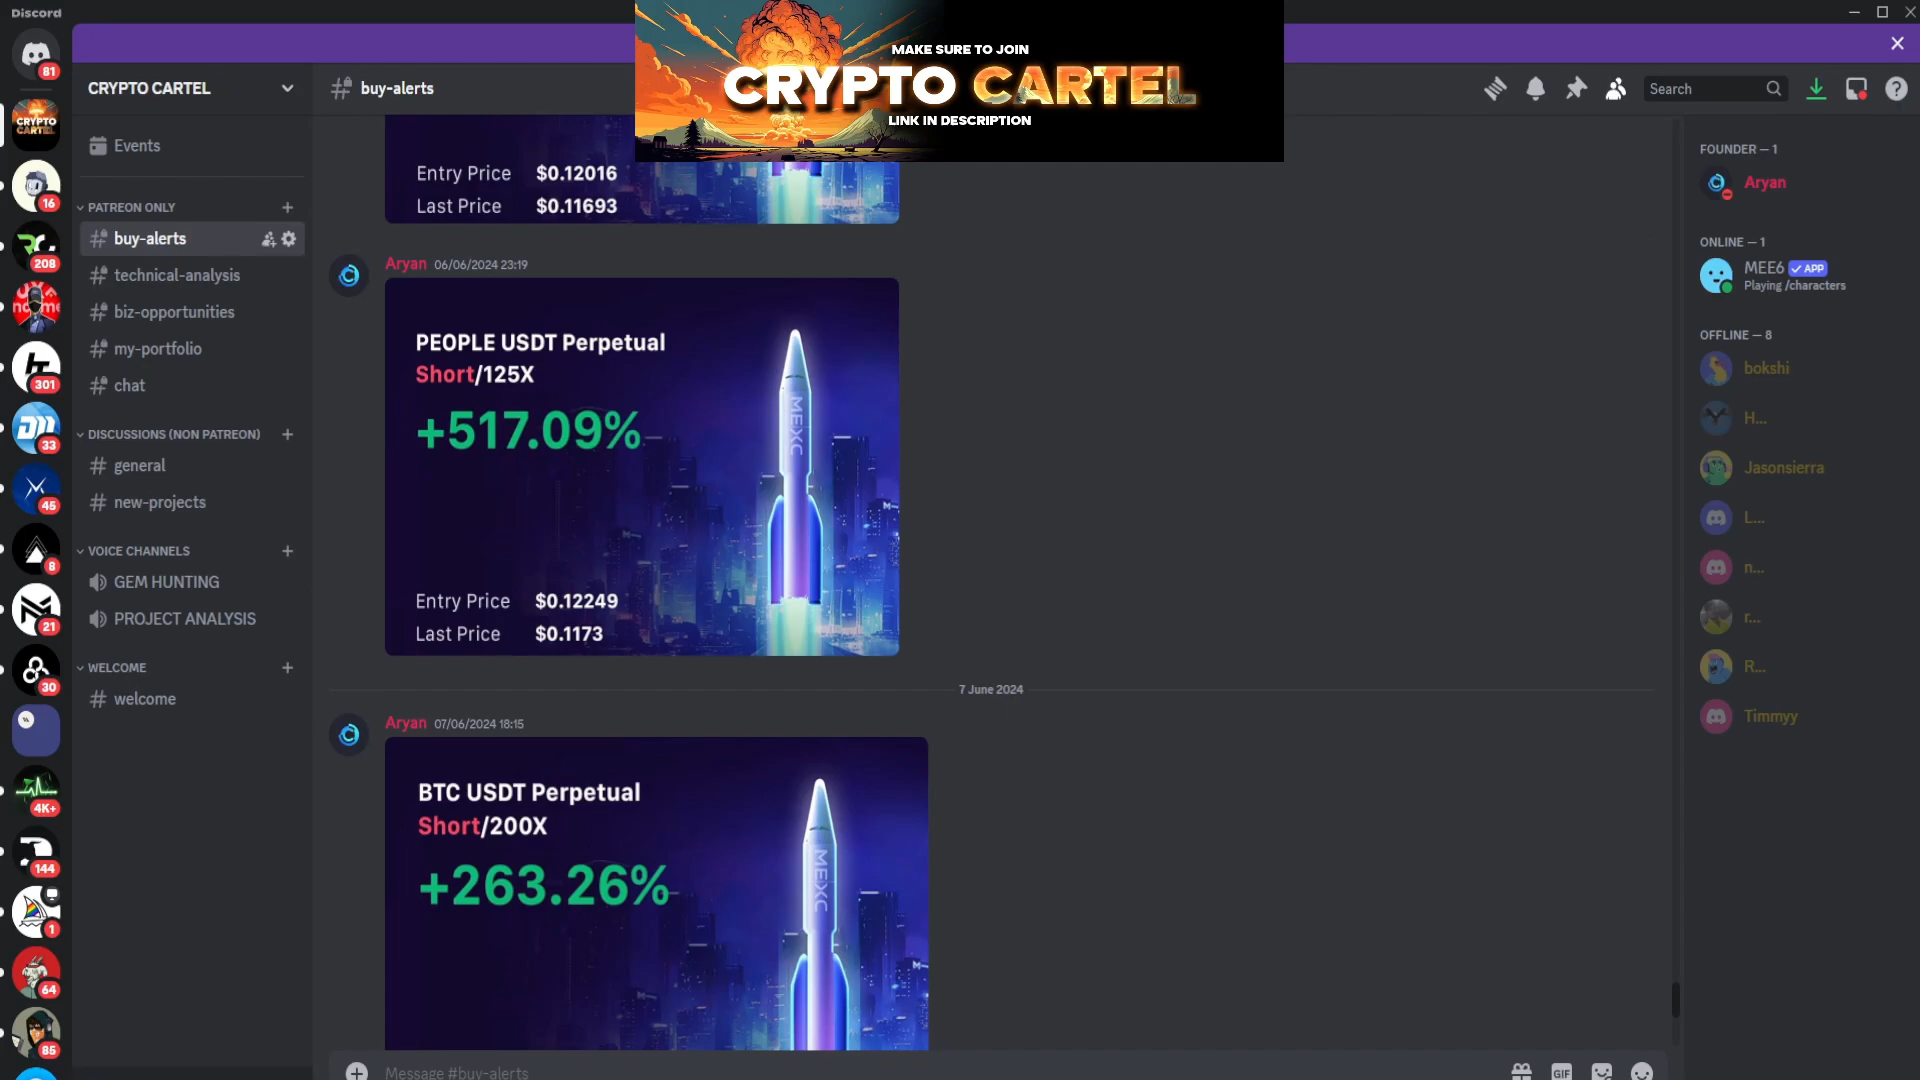 Discord
81
CRYPTO CARTEL
16
208
301
33
45
8
21
30
4K+
144
1
64
85
CRYPTO CARTEL
Events
PATREON ONLY
buy-alerts
technical-analysis
biz-opportunities
my-portfolio
chat
DISCUSSIONS (NON PATREON)
general
new-projects
VOICE CHANNELS
GEM HUNTING
PROJECT ANALYSIS
WELCOME
welcome
buy-alerts
MAKE SURE TO JOIN
CRYPTO CARTEL
LINK IN DESCRIPTION
Search
Entry Price $0.12016
Last Price $0.11693
Aryan 06/06/2024 23:19
PEOPLE USDT Perpetual
Short/125X
+517.09%
MEXC
Entry Price $0.12249
Last Price $0.1173
7 June 2024
Aryan 07/06/2024 18:15
BTC USDT Perpetual
Short/200X
+263.26%
MEXC
Message #buy-alerts
GIF
FOUNDER — 1
Aryan
ONLINE — 1
MEE6 ✓ APP
Playing /characters
OFFLINE — 8
bokshi
H...
Jasonsierra
L...
n...
r...
R...
Timmyy